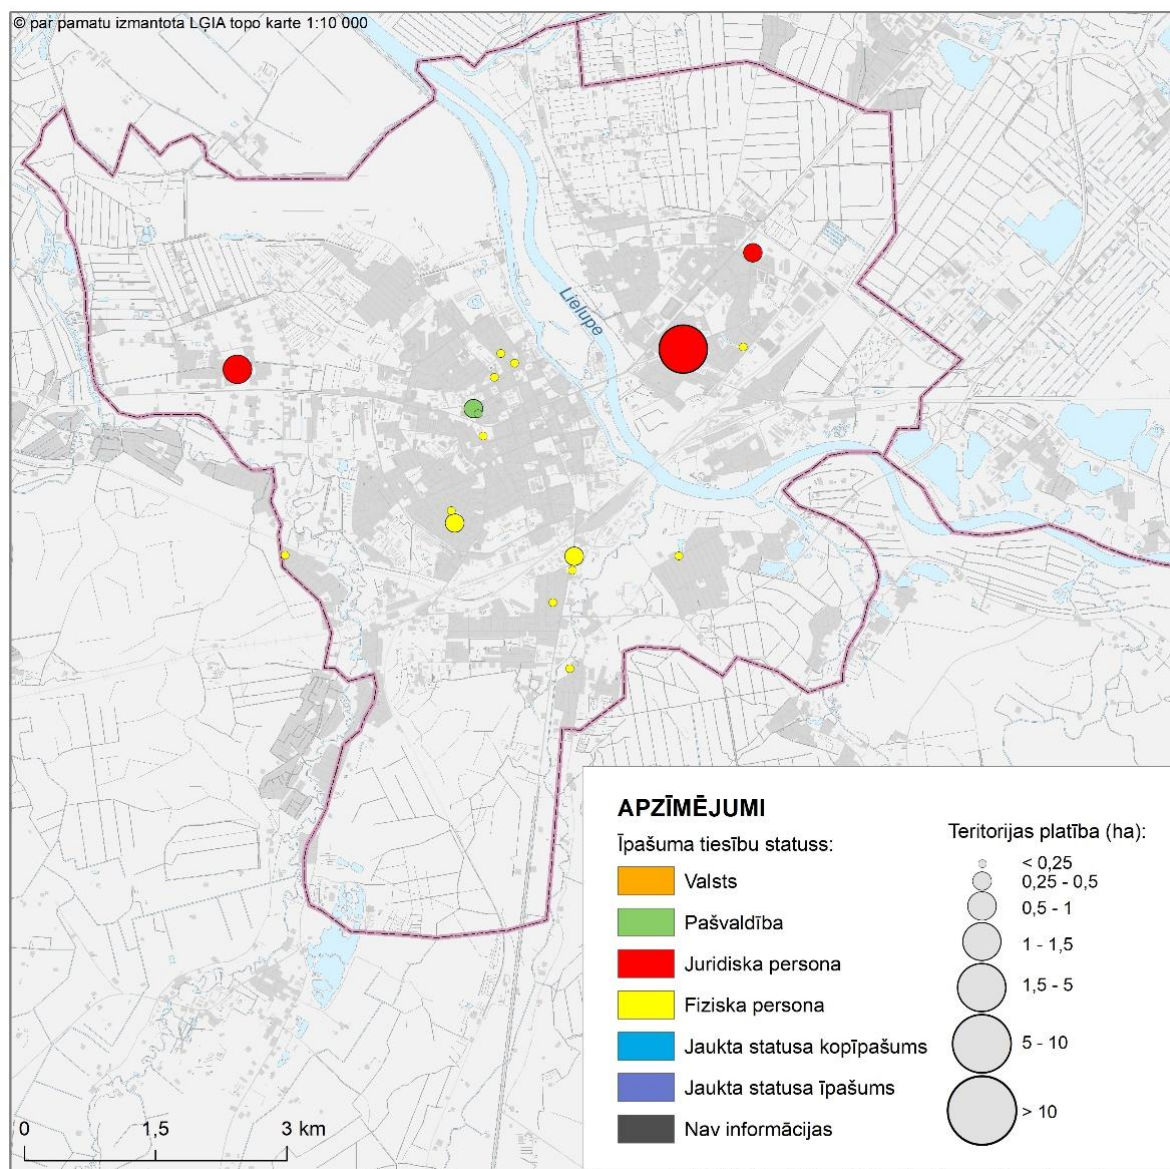 © par pamatu izmantota LĢIA topo karte 1:10 000
Lielupe
APZĪMĒJUMI
Īpašuma tiesību statuss:
Valsts
Pašvaldība
Juridiska persona
Fiziska persona
Jaukta statusa kopīpašums
Jaukta statusa īpašums
Nav informācijas
Teritorijas platība (ha):
< 0,25
0,25 - 0,5
0,5 - 1
1 - 1,5
1,5 - 5
5 - 10
> 10
0 1,5 3 km